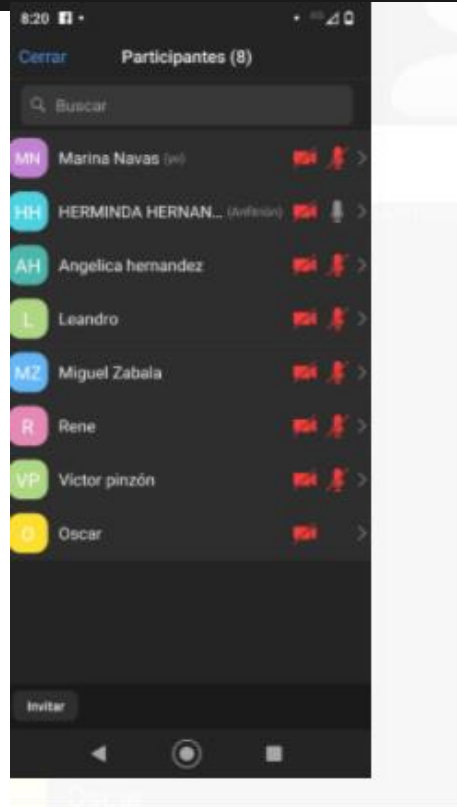 8:20
Cerrar Participantes (8)
Buscar
MN Marina Navas (yo)
HH HERMINDA HERNAN... (Anfitrión)
AH Angelica hernandez
L Leandro
MZ Miguel Zabala
R Rene
VP Víctor pinzón
O Oscar
Invitar